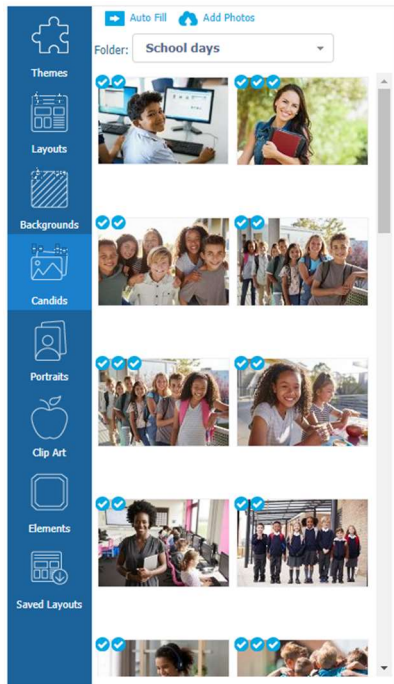 Auto Fill Add Photos
Folder: School days
Themes
Layouts
Backgrounds
Candids
Portraits
Clip Art
Elements
Saved Layouts